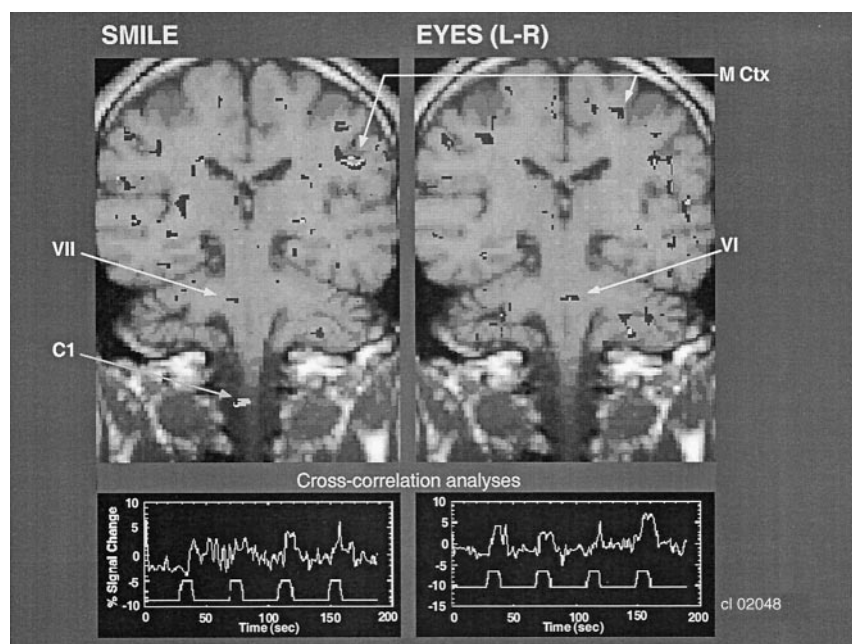 SMILE
EYES (L-R)
M Ctx
VII
VI
C1
Cross-correlation analyses
% Signal Change
10
5
0
-5
-10
0 50 100 150 200
Time (sec)
10
5
0
-5
-10
-15
0 50 100 150 200
Time (sec)
cl 02048